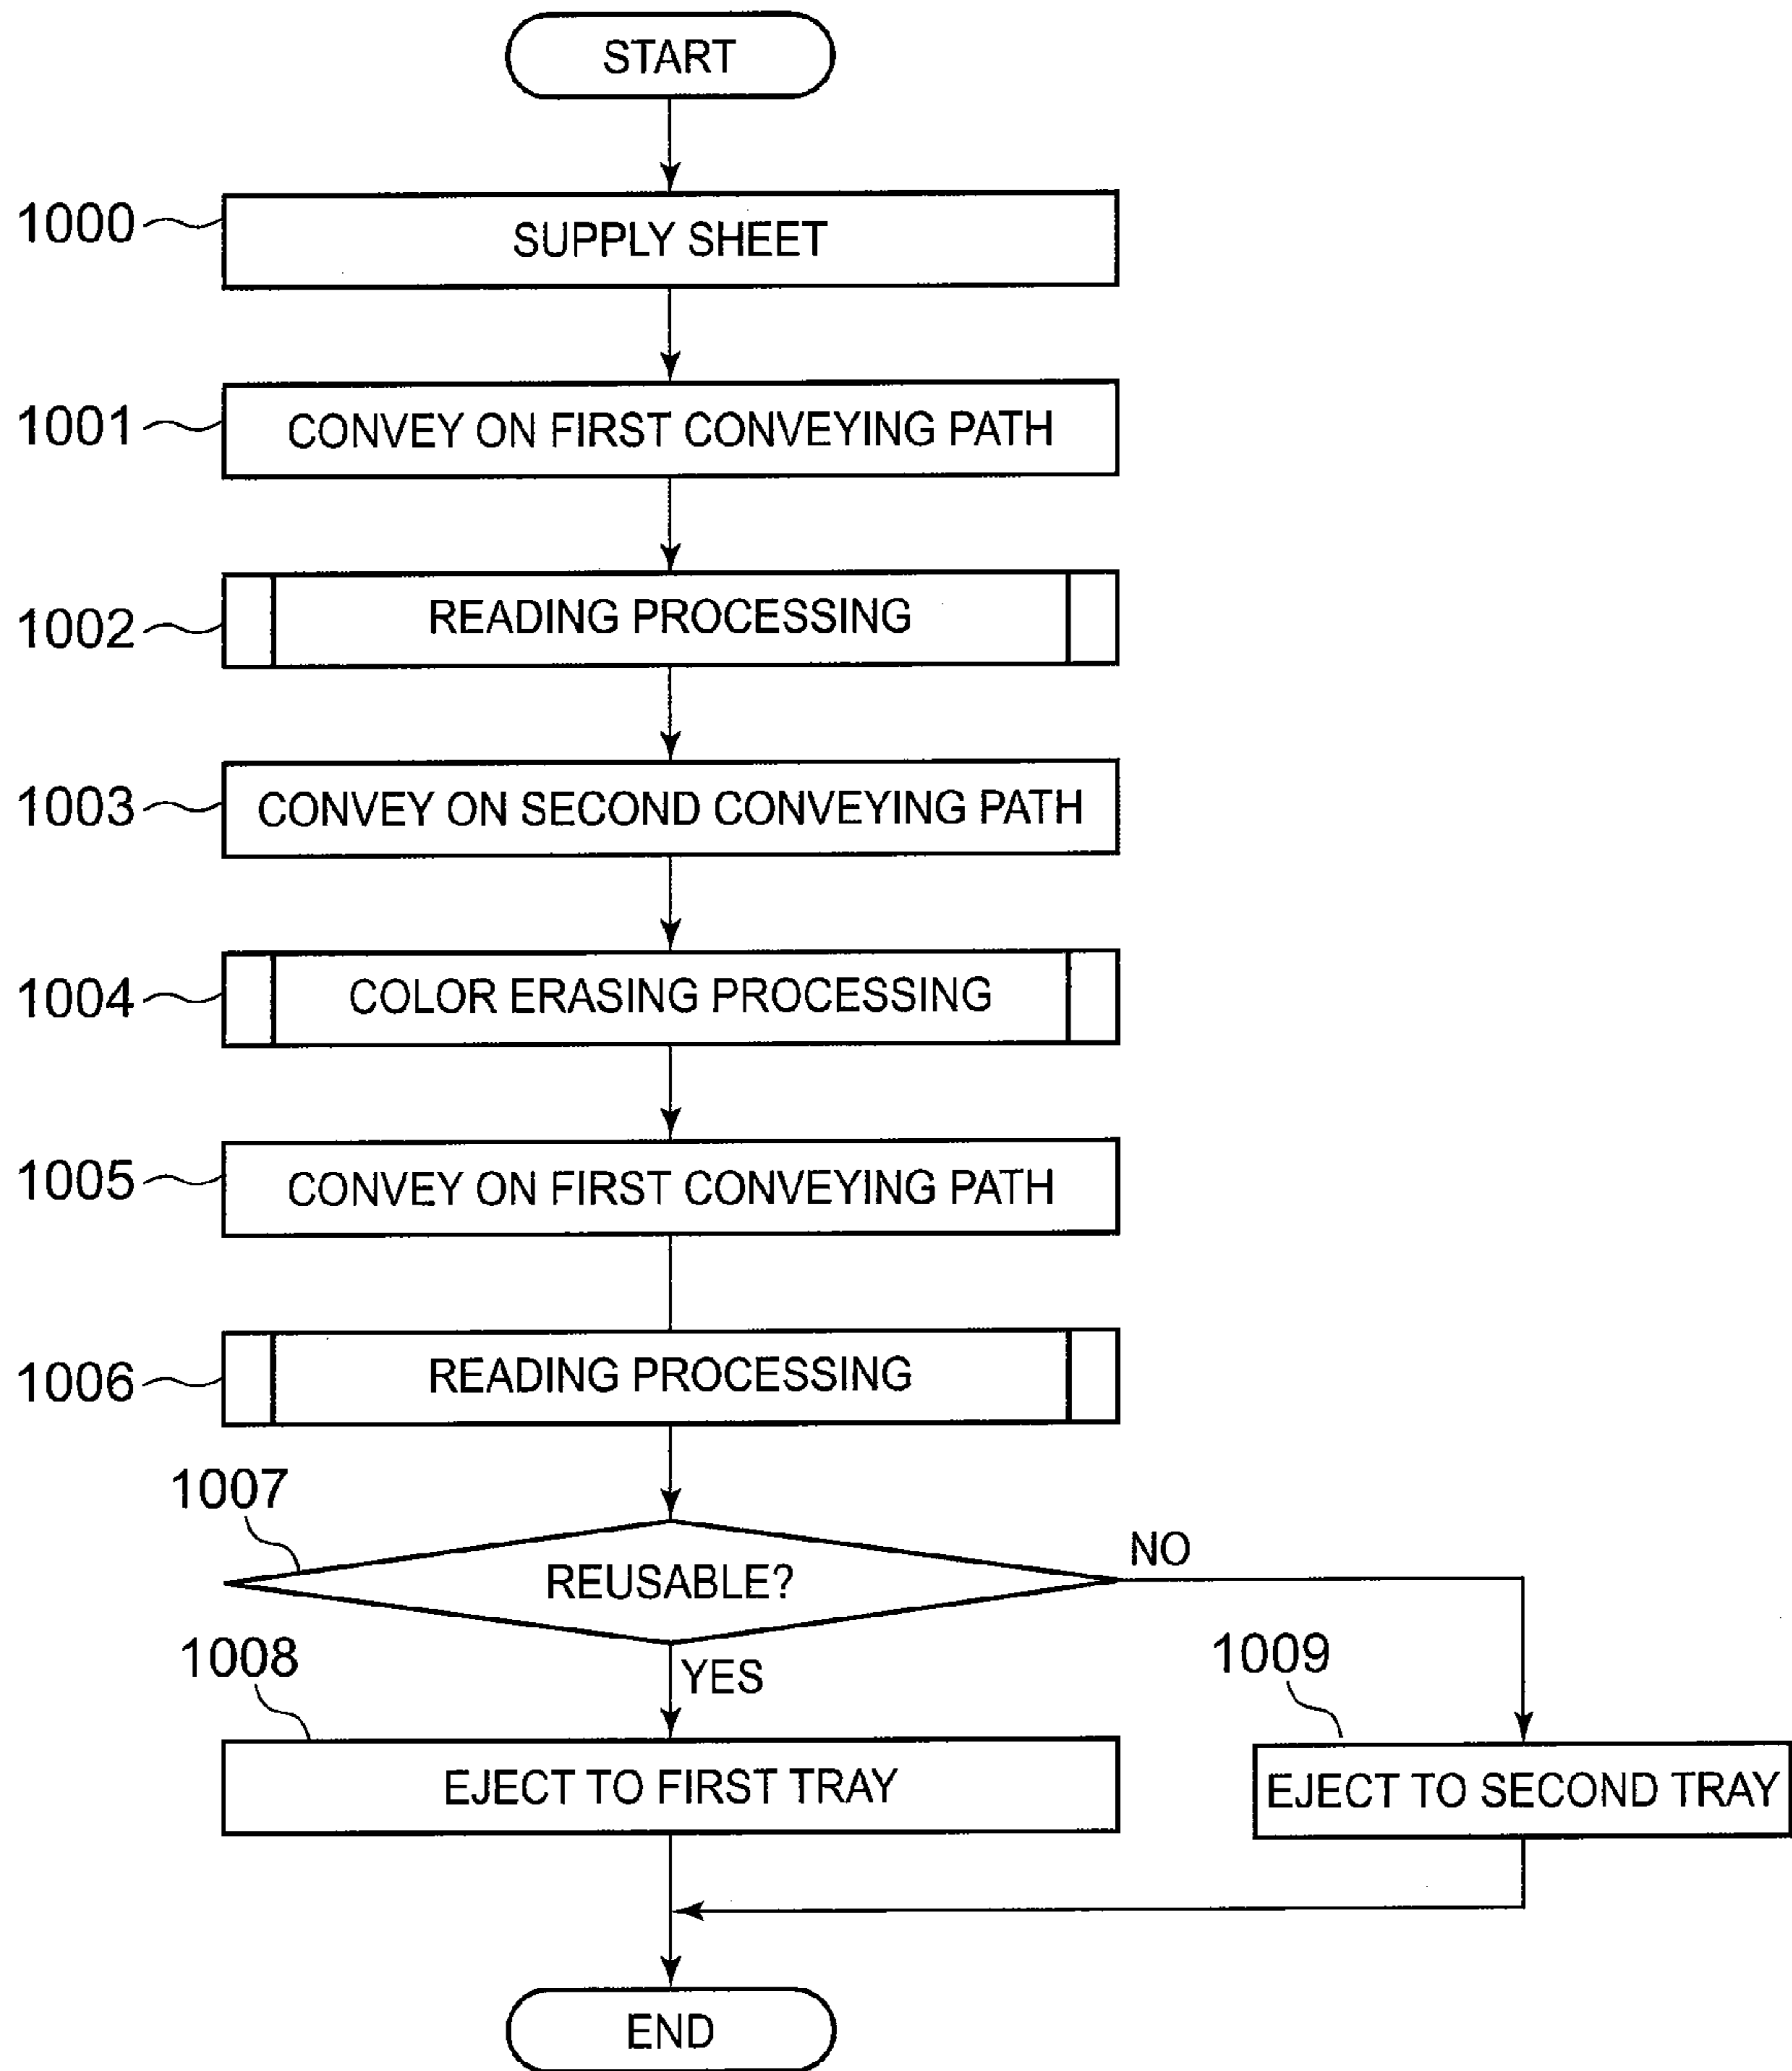 START
1000
SUPPLY SHEET
1001
CONVEY ON FIRST CONVEYING PATH
1002
READING PROCESSING
1003
CONVEY ON SECOND CONVEYING PATH
1004
COLOR ERASING PROCESSING
1005
CONVEY ON FIRST CONVEYING PATH
1006
READING PROCESSING
1007
REUSABLE?
NO
YES
1008
EJECT TO FIRST TRAY
1009
EJECT TO SECOND TRAY
END